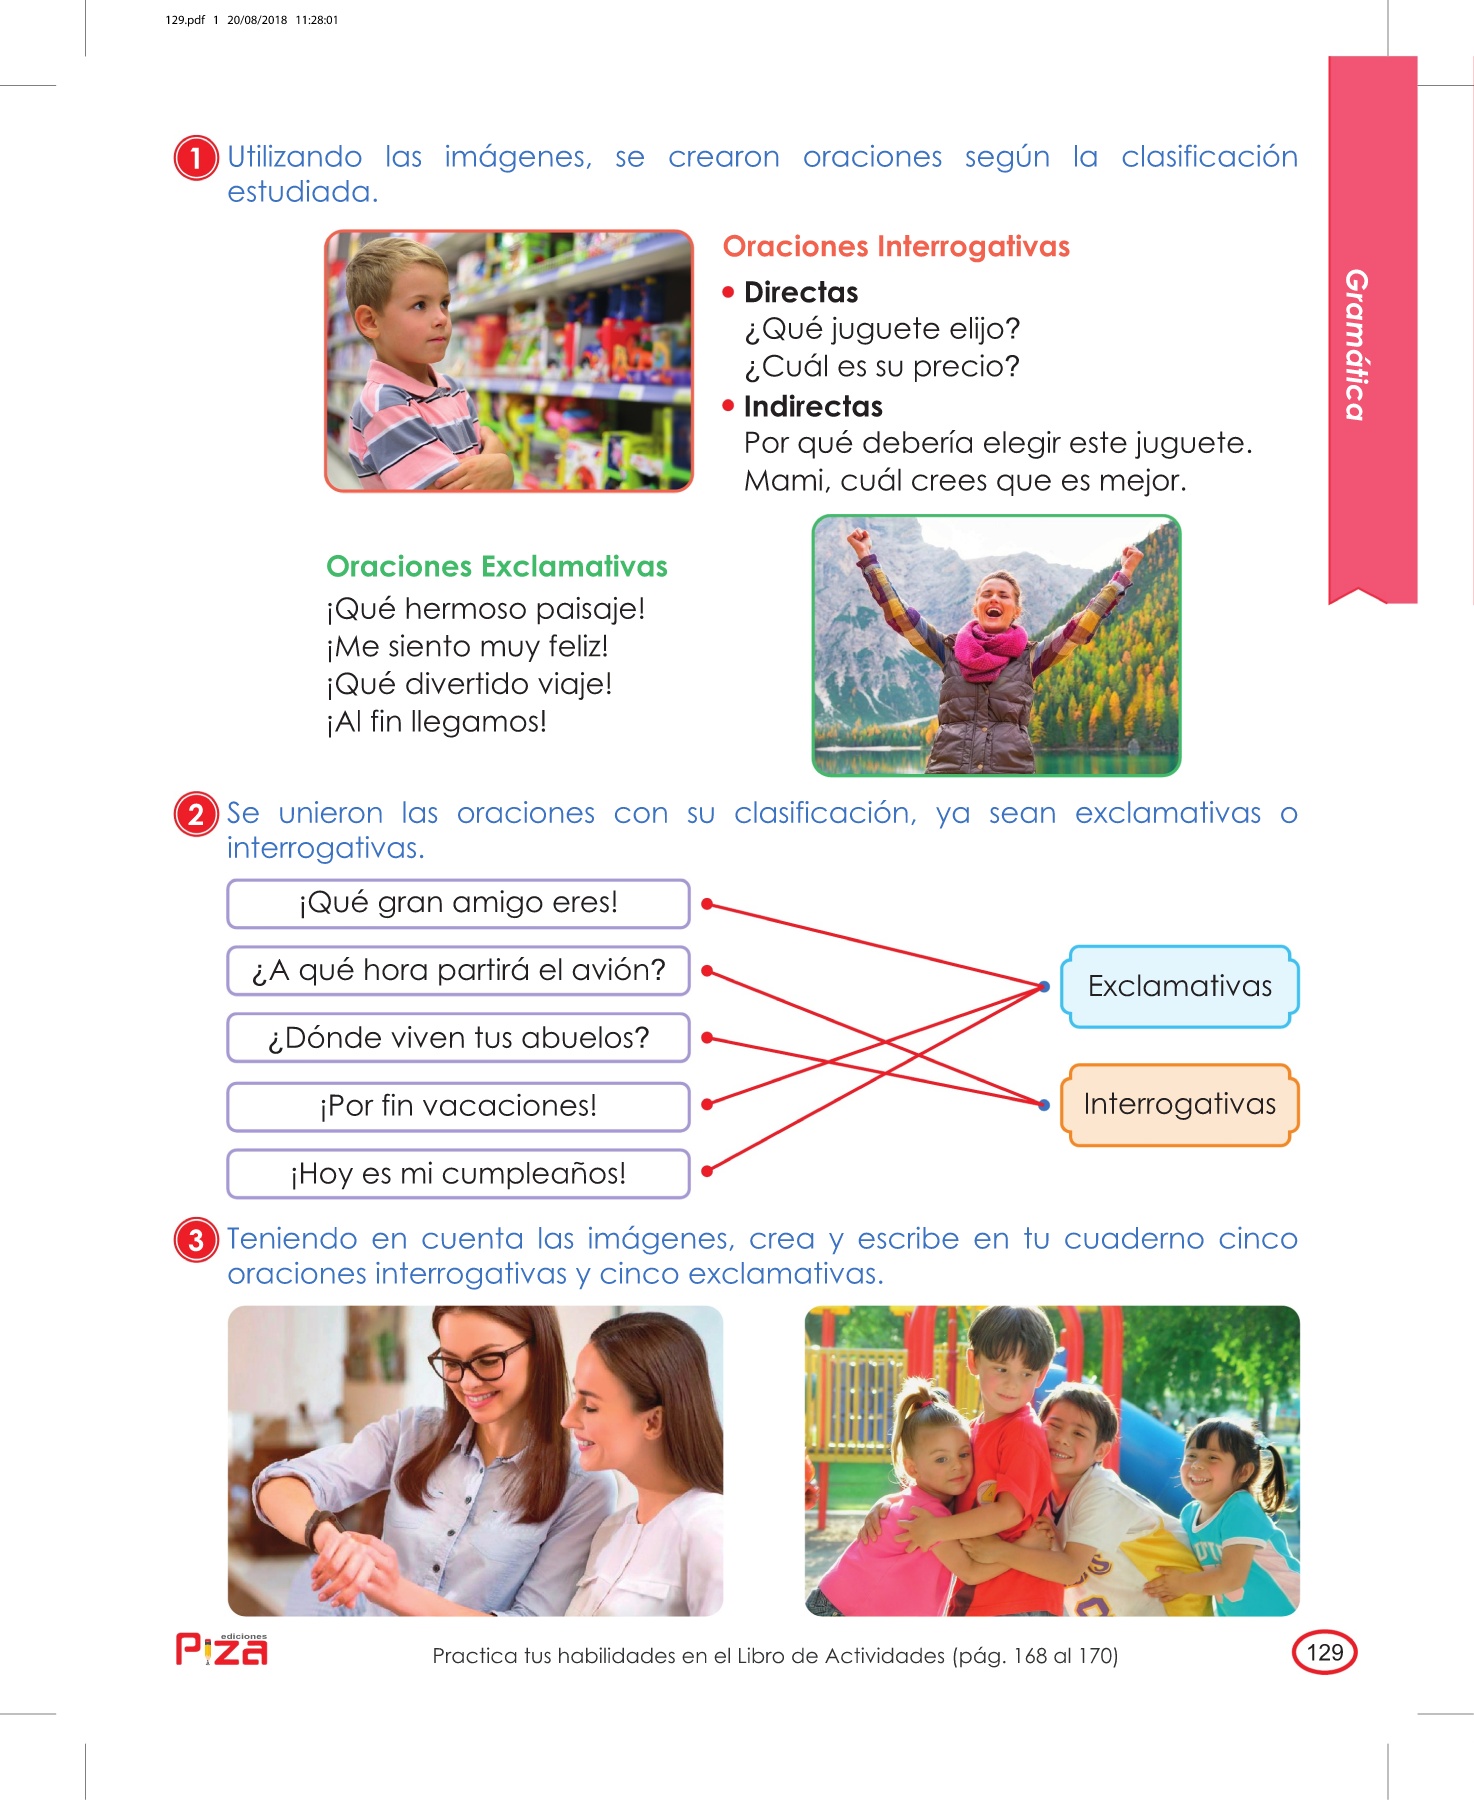 129.pdf 1 20/08/2018 11:28:01
1 Utilizando las imágenes, se crearon oraciones según la clasificación
estudiada.
Oraciones Interrogativas
• Directas
¿Qué juguete elijo?
¿Cuál es su precio?
• Indirectas
Por qué debería elegir este juguete.
Mami, cuál crees que es mejor.
Gramática
Oraciones Exclamativas
¡Qué hermoso paisaje!
¡Me siento muy feliz!
¡Qué divertido viaje!
¡Al fin llegamos!
2 Se unieron las oraciones con su clasificación, ya sean exclamativas o
interrogativas.
¡Qué gran amigo eres!
¿A qué hora partirá el avión?
¿Dónde viven tus abuelos?
¡Por fin vacaciones!
¡Hoy es mi cumpleaños!
Exclamativas
Interrogativas
3 Teniendo en cuenta las imágenes, crea y escribe en tu cuaderno cinco
oraciones interrogativas y cinco exclamativas.
ediciones
Piza
Practica tus habilidades en el Libro de Actividades (pág. 168 al 170)
129